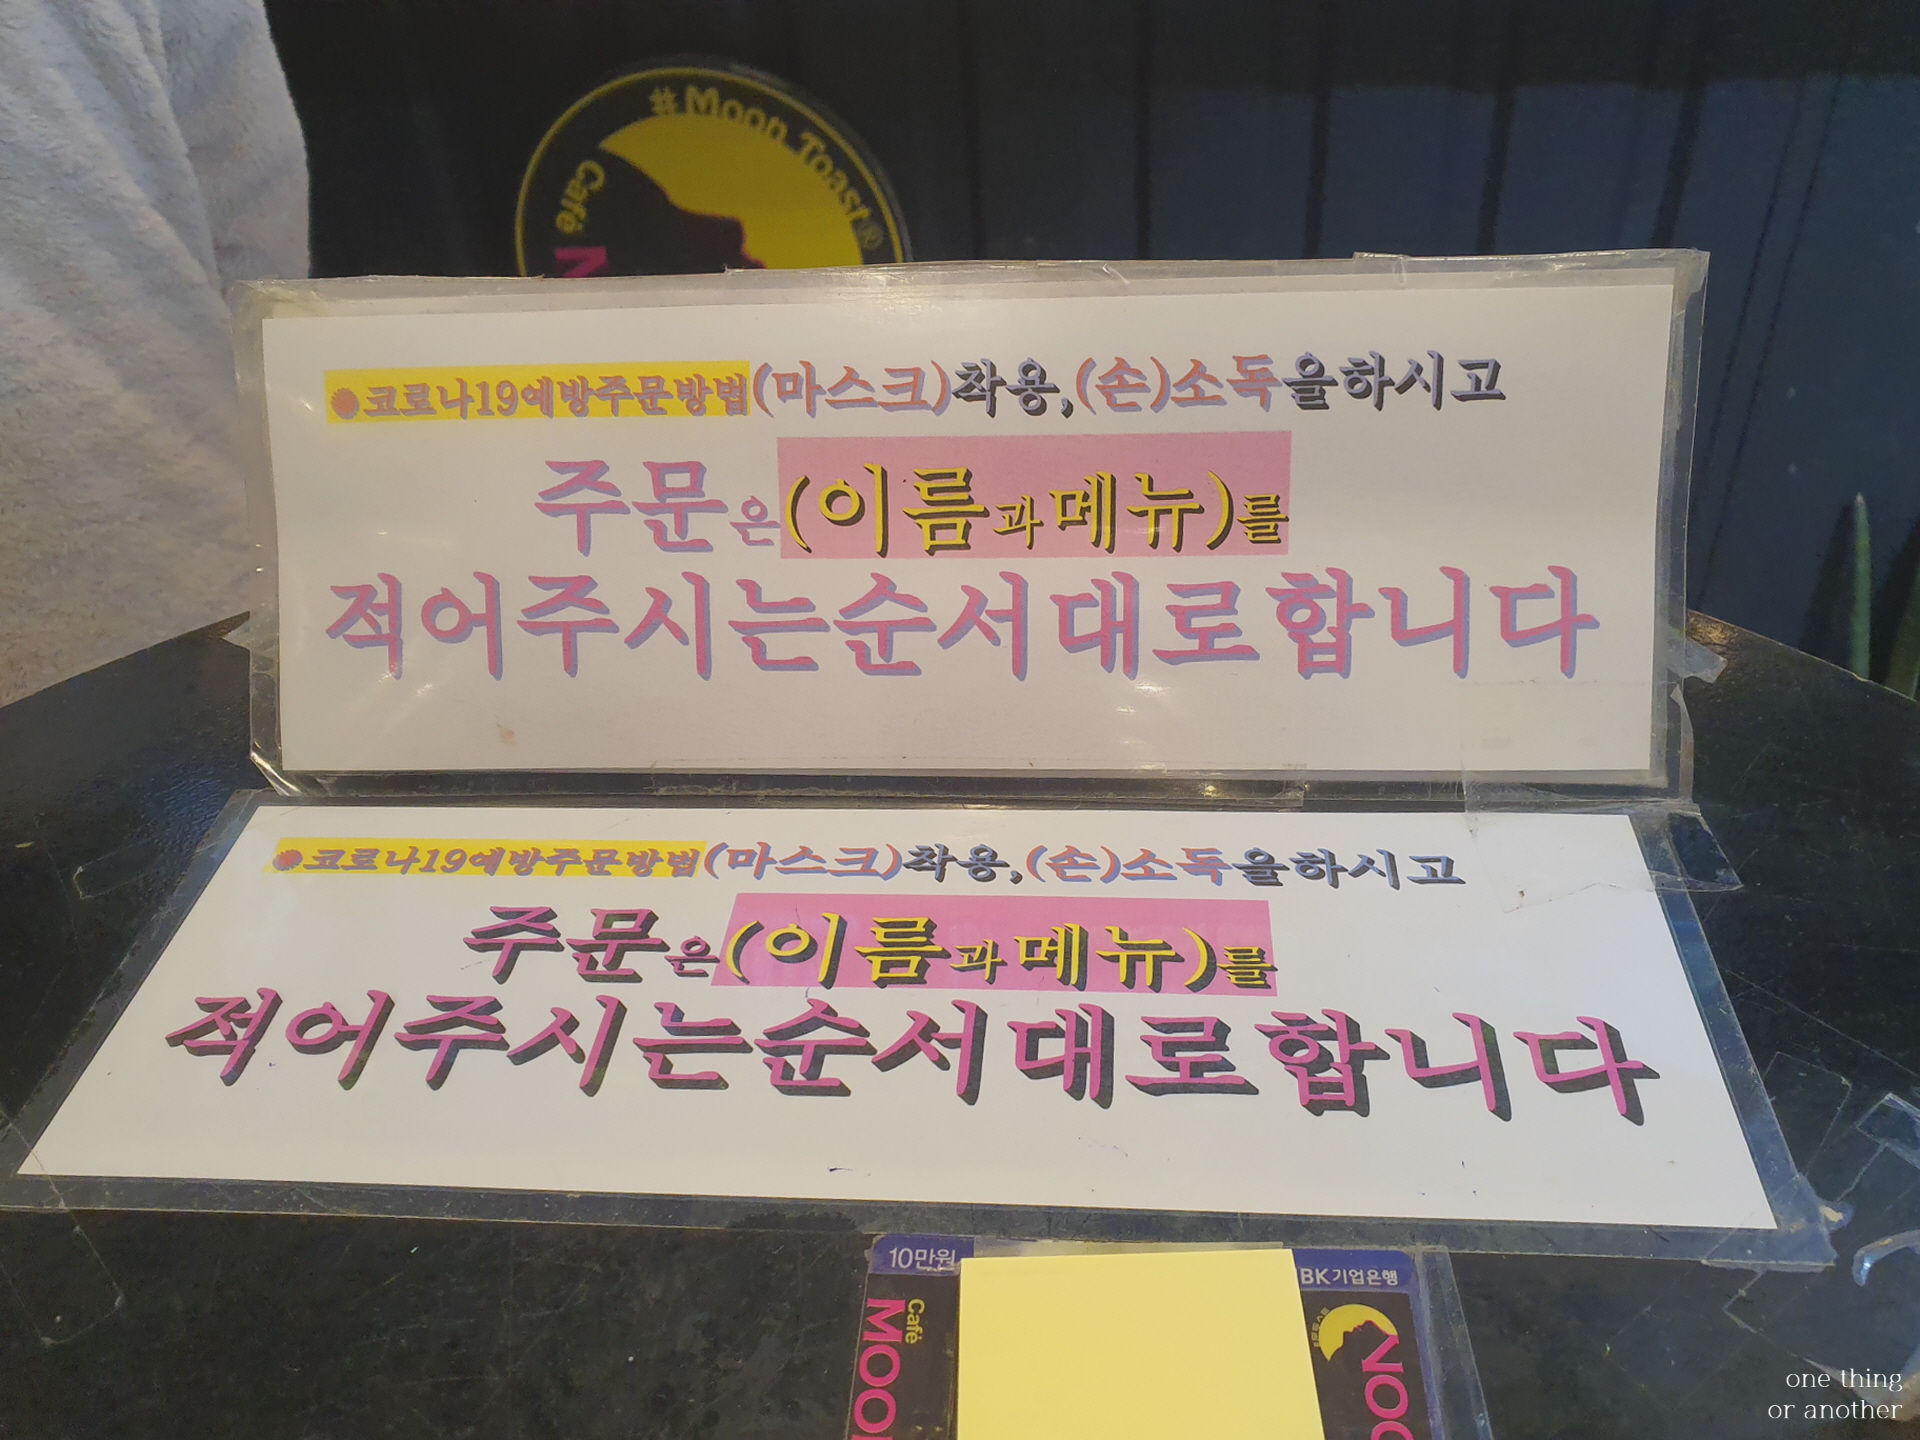 #Moon Toast®
Café
●코로나19예방주문방법(마스크)착용,(손)소독을하시고
주문은(이름과메뉴)를
적어주시는순서대로합니다
●코로나19예방주문방법(마스크)착용,(손)소독을하시고
주문은(이름과메뉴)를
적어주시는순서대로합니다
10만원
BK기업은행
Café
MOO
one thing
or another